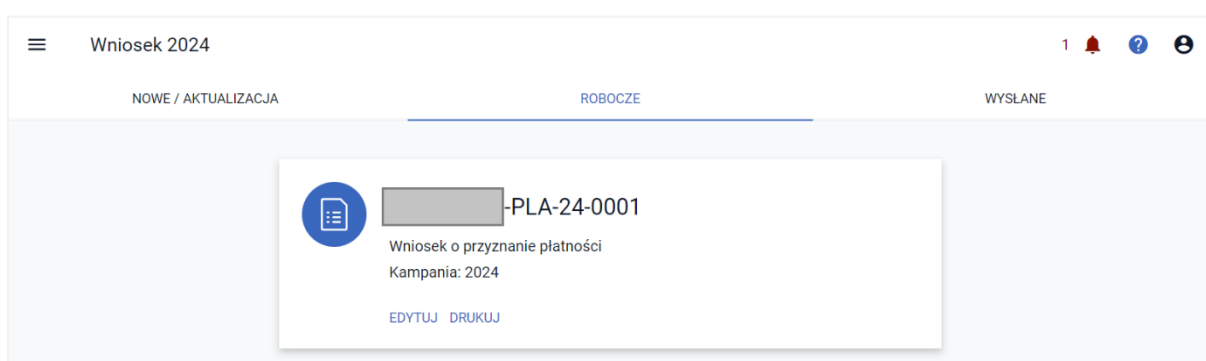 Wniosek 2024 1
NOWE / AKTUALIZACJA ROBOCZE WYSŁANE
-PLA-24-0001
Wniosek o przyznanie płatności
Kampania: 2024
EDYTUJ DRUKUJ